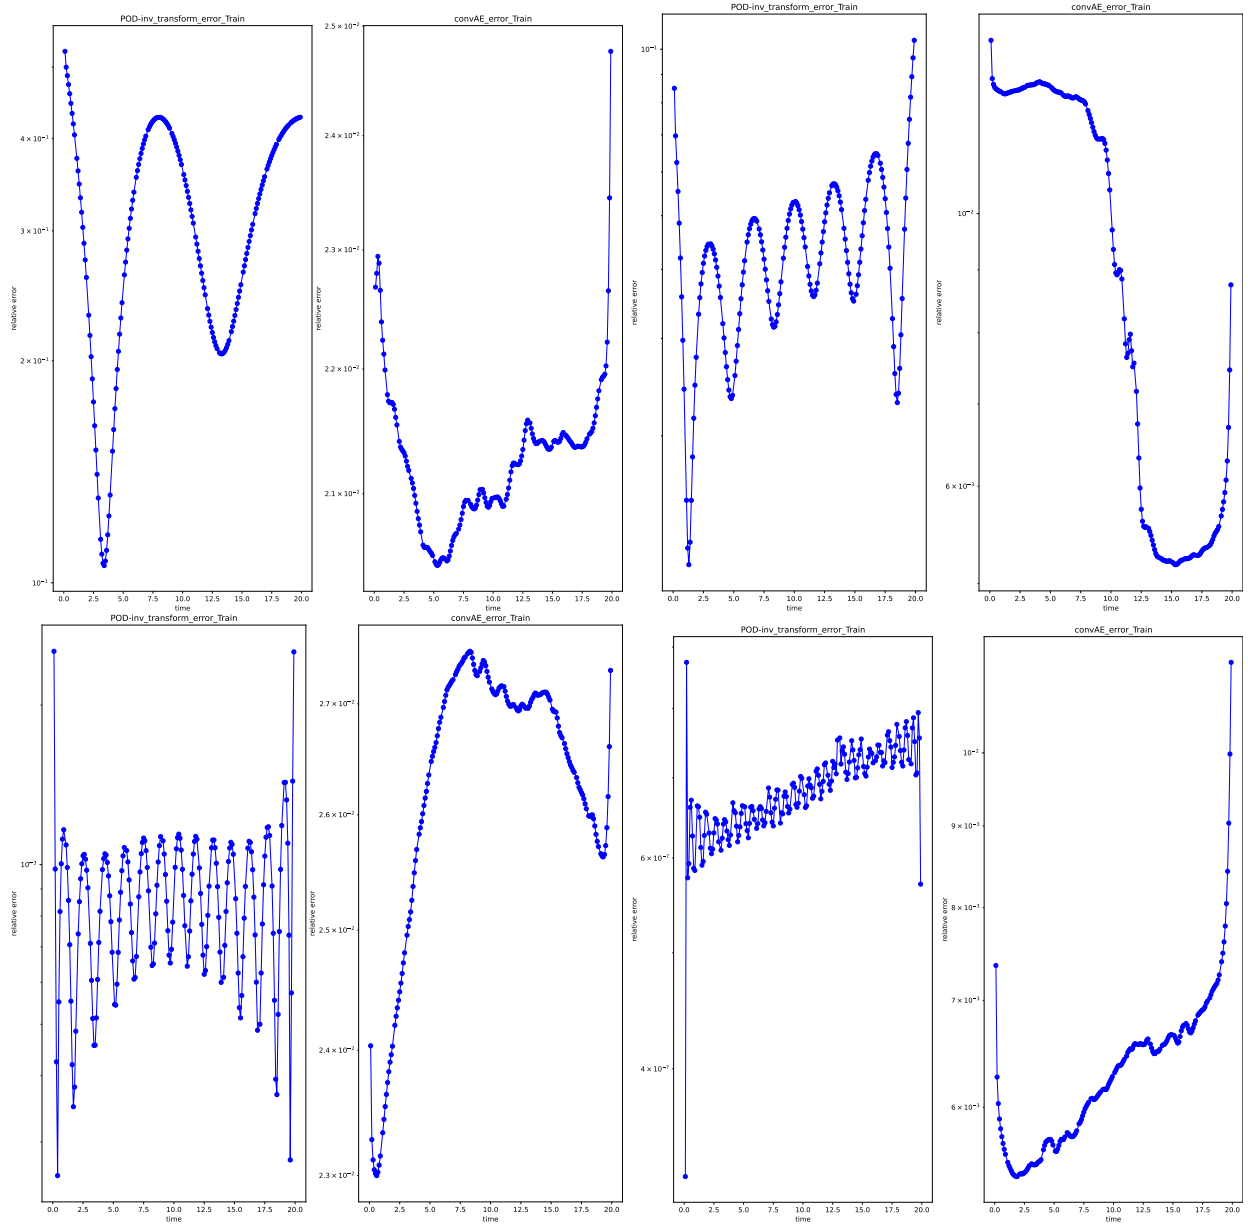 POD-inv_transform_error_Train
relative error
4 × 10⁻¹
3 × 10⁻¹
2 × 10⁻¹
10⁻¹
0.0 2.5 5.0 7.5 10.0 12.5 15.0 17.5 20.0
time
convAE_error_Train
relative error
2.5 × 10⁻²
2.4 × 10⁻²
2.3 × 10⁻²
2.2 × 10⁻²
2.1 × 10⁻²
0.0 2.5 5.0 7.5 10.0 12.5 15.0 17.5 20.0
time
POD-inv_transform_error_Train
relative error
10⁻¹
0.0 2.5 5.0 7.5 10.0 12.5 15.0 17.5 20.0
time
convAE_error_Train
relative error
10⁻²
6 × 10⁻³
0.0 2.5 5.0 7.5 10.0 12.5 15.0 17.5 20.0
time
POD-inv_transform_error_Train
relative error
0.0 2.5 5.0 7.5 10.0 12.5 15.0 17.5 20.0
time
convAE_error_Train
relative error
2.7 × 10⁻²
2.6 × 10⁻²
2.5 × 10⁻²
2.4 × 10⁻²
2.3 × 10⁻²
0.0 2.5 5.0 7.5 10.0 12.5 15.0 17.5 20.0
time
POD-inv_transform_error_Train
relative error
6 × 10⁻⁷
4 × 10⁻⁷
0.0 2.5 5.0 7.5 10.0 12.5 15.0 17.5 20.0
time
convAE_error_Train
relative error
10⁻²
9 × 10⁻³
8 × 10⁻³
7 × 10⁻³
6 × 10⁻³
0.0 2.5 5.0 7.5 10.0 12.5 15.0 17.5 20.0
time